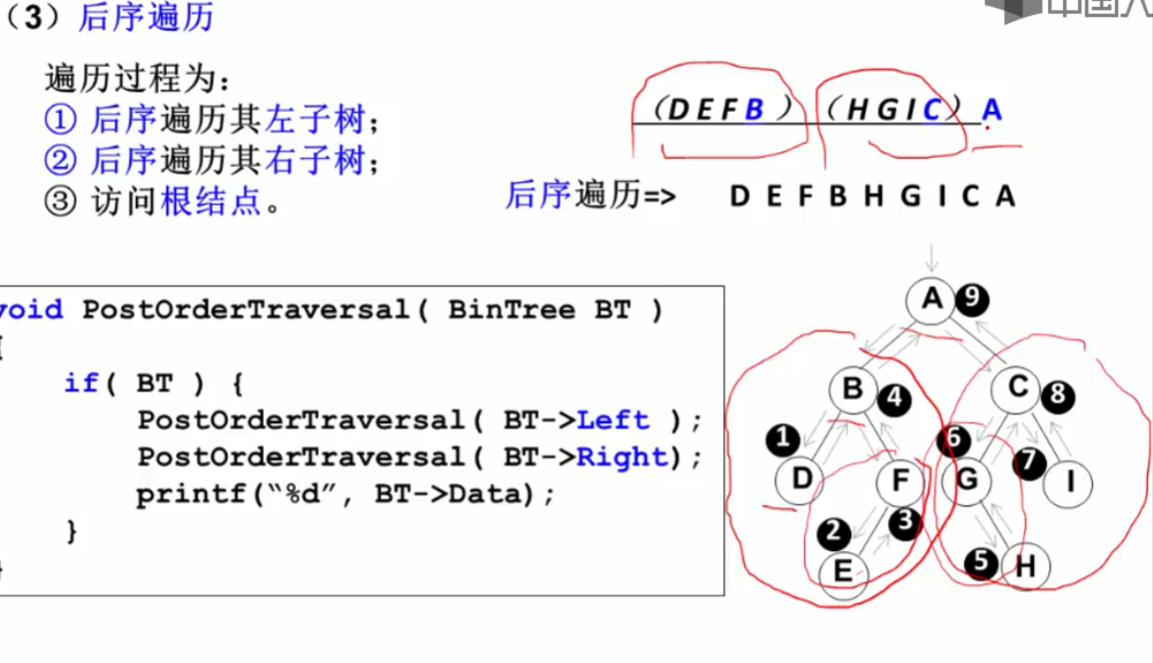 （3）后序遍历
中国
遍历过程为：
① 后序遍历其左子树；
② 后序遍历其右子树；
③ 访问根结点。
（D E F B ）（H G I C） A
后序遍历=> D E F B H G I C A
void PostOrderTraversal( BinTree BT )
{
if( BT ) {
PostOrderTraversal( BT->Left );
PostOrderTraversal( BT->Right);
printf(“%d”, BT->Data);
}
}
A 9
B 4 C 8
1 6 7
D F G I
2 3
5
E H